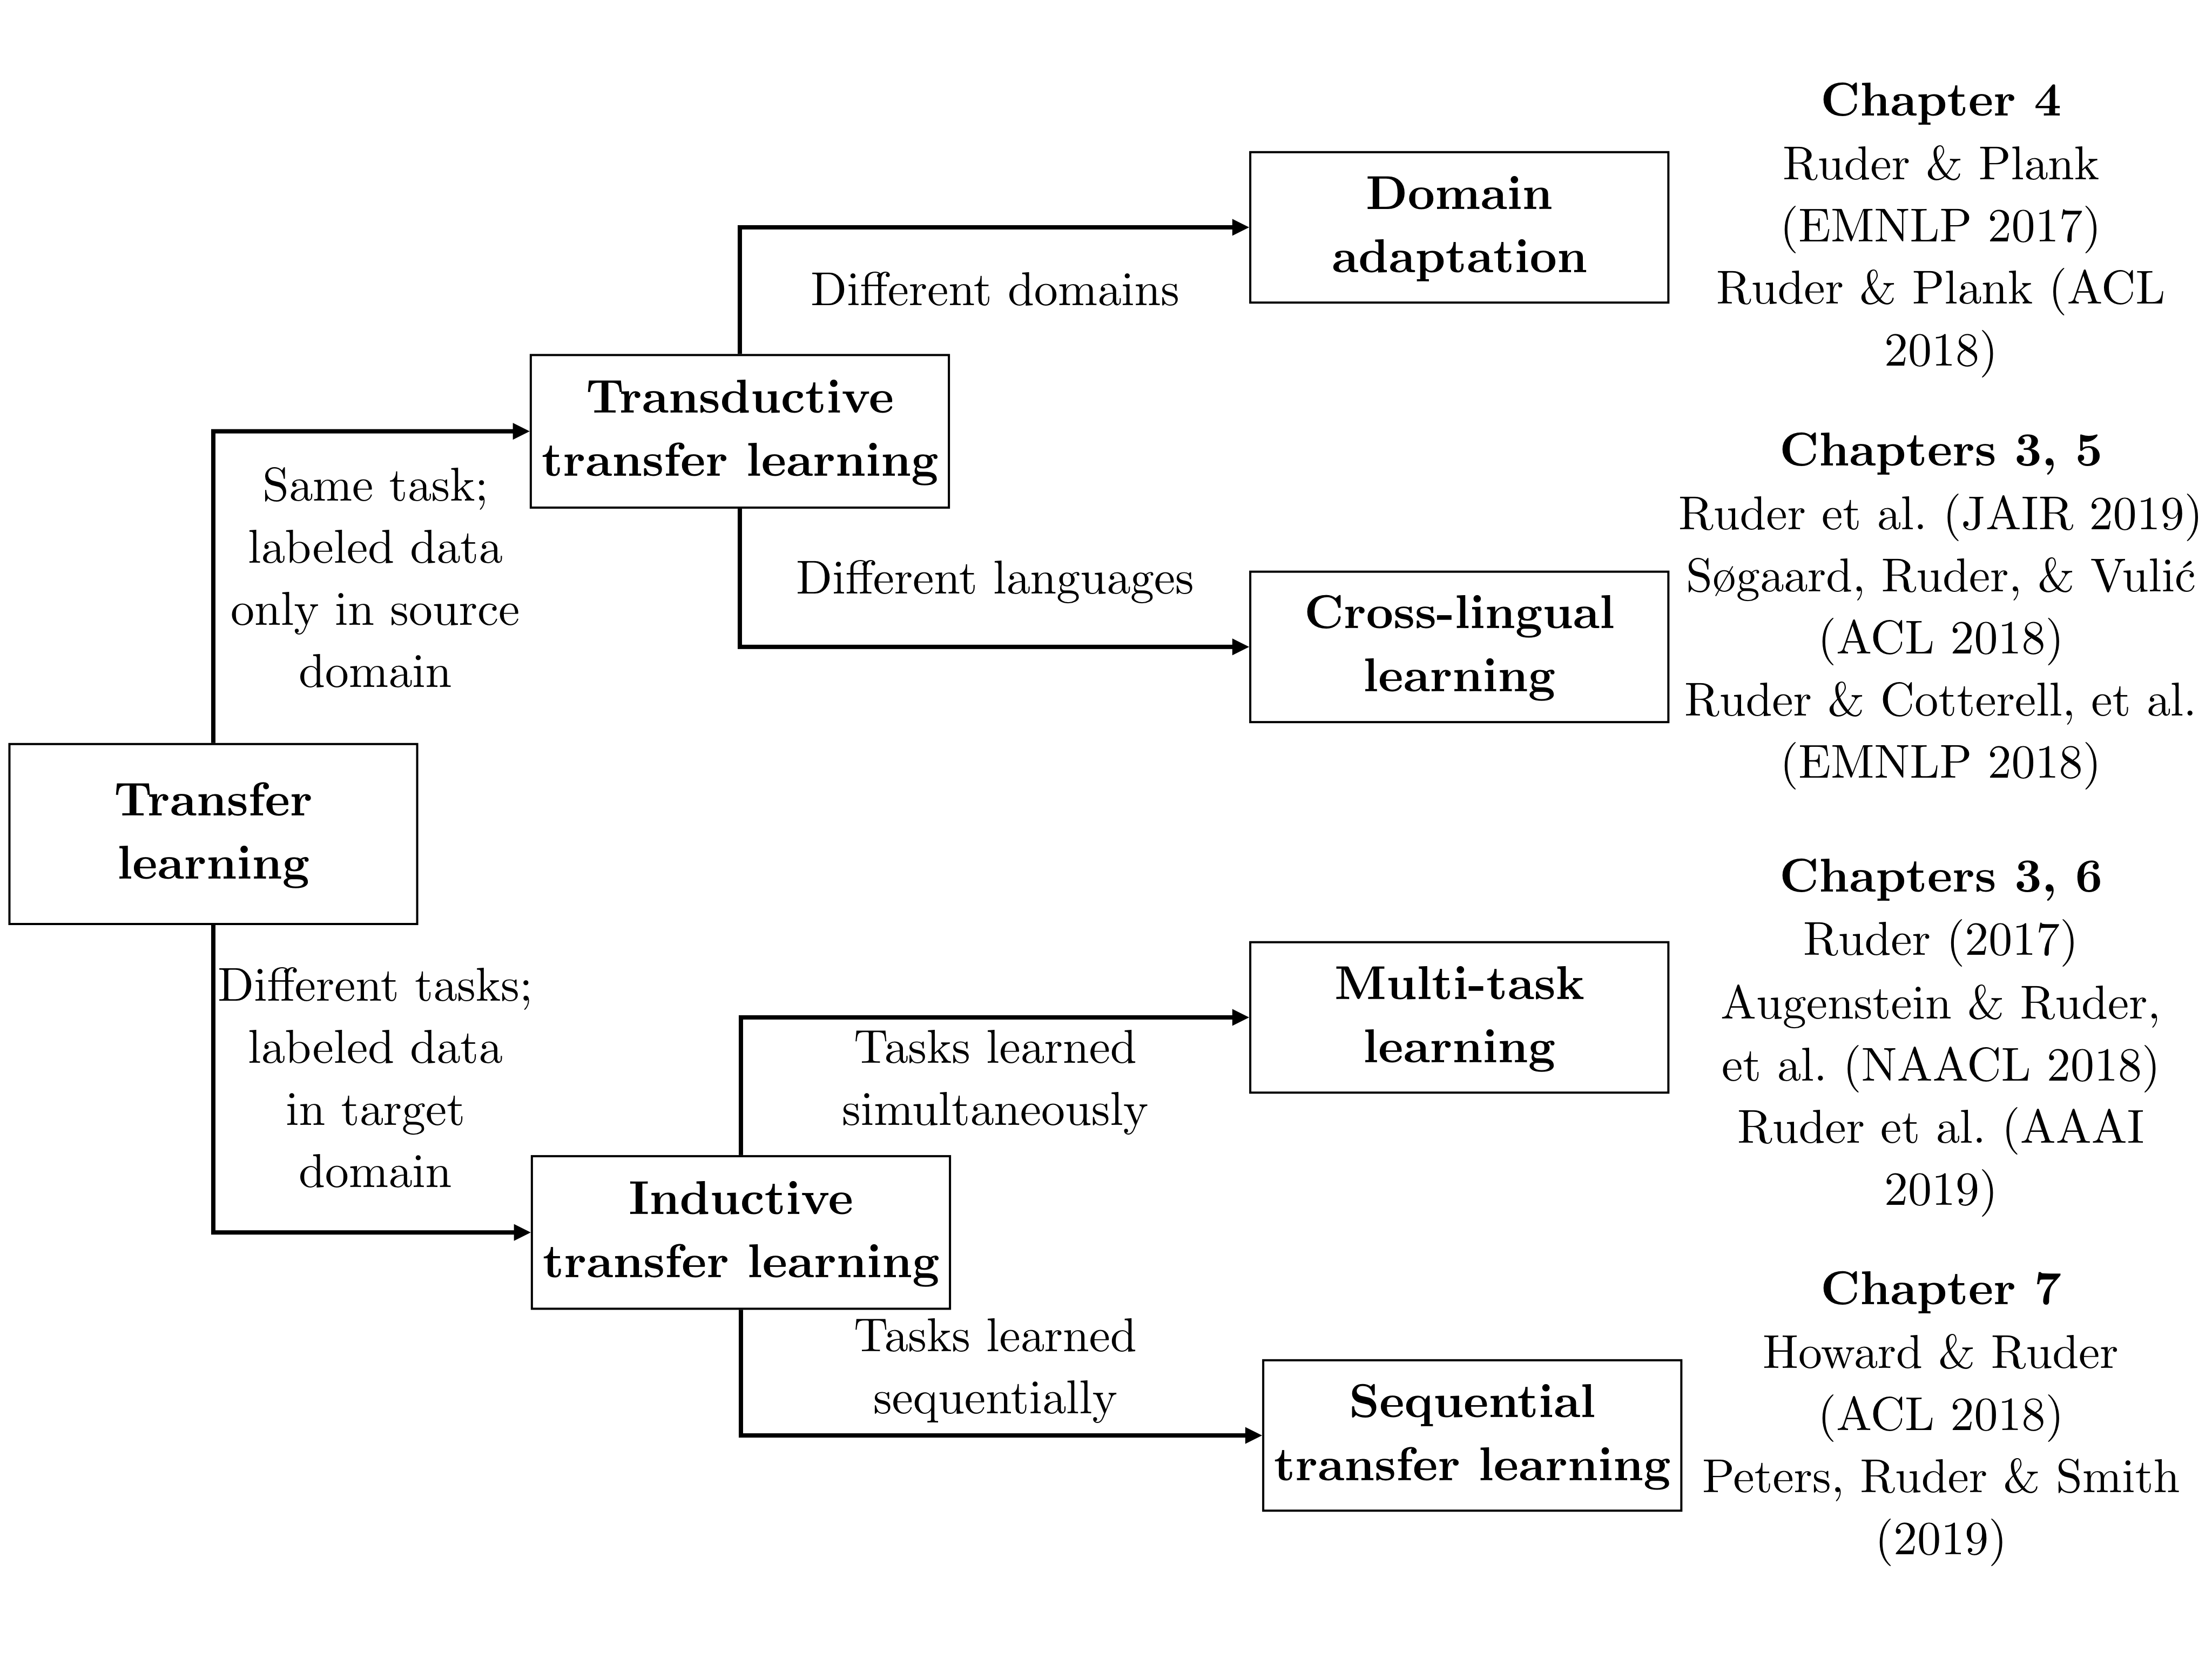 Transfer
learning
Same task;
labeled data
only in source
domain
Different tasks;
labeled data
in target
domain
Transductive
transfer learning
Different domains
Different languages
Inductive
transfer learning
Tasks learned
simultaneously
Tasks learned
sequentially
Domain
adaptation
Chapter 4
Ruder & Plank
(EMNLP 2017)
Ruder & Plank (ACL
2018)
Cross-lingual
learning
Chapters 3, 5
Ruder et al. (JAIR 2019)
Søgaard, Ruder, & Vulić
(ACL 2018)
Ruder & Cotterell, et al.
(EMNLP 2018)
Multi-task
learning
Chapters 3, 6
Ruder (2017)
Augenstein & Ruder,
et al. (NAACL 2018)
Ruder et al. (AAAI
2019)
Sequential
transfer learning
Chapter 7
Howard & Ruder
(ACL 2018)
Peters, Ruder & Smith
(2019)